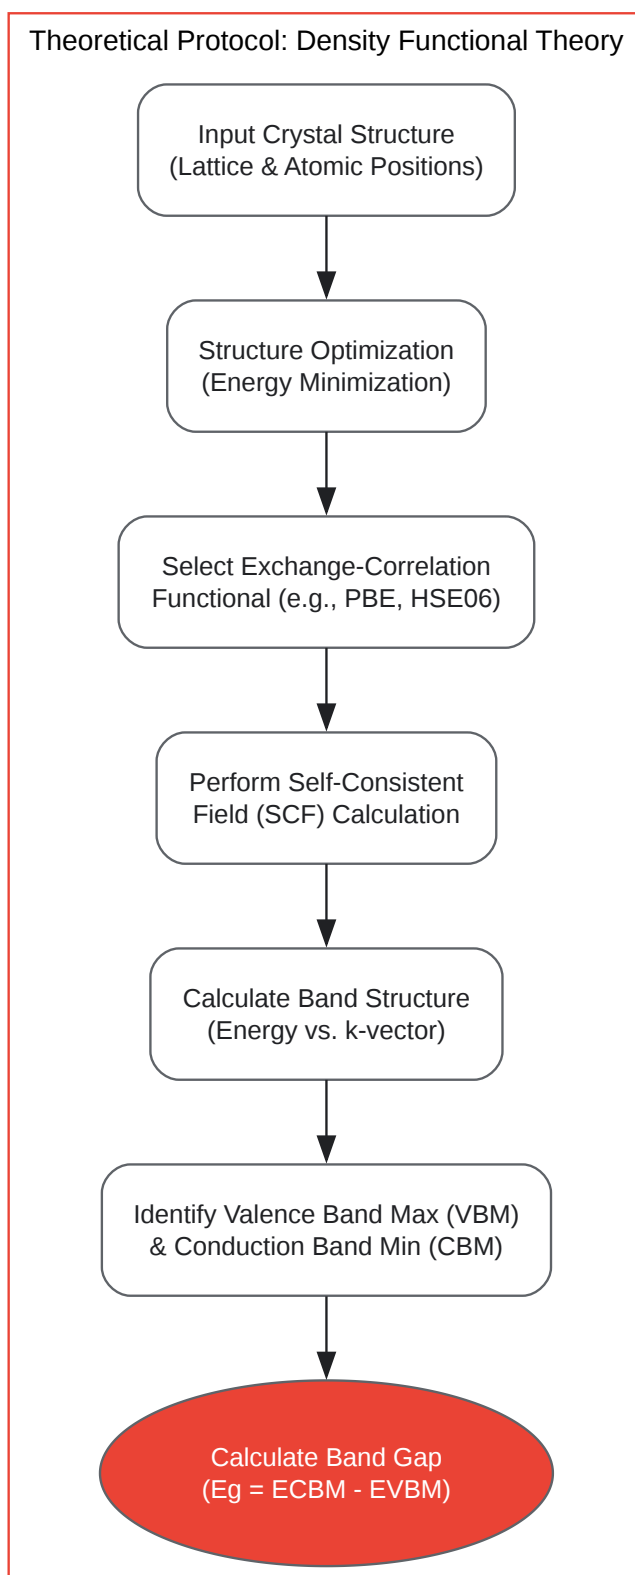 Theoretical Protocol: Density Functional Theory
Input Crystal Structure
(Lattice & Atomic Positions)
Structure Optimization
(Energy Minimization)
Select Exchange-Correlation
Functional (e.g., PBE, HSE06)
Perform Self-Consistent
Field (SCF) Calculation
Calculate Band Structure
(Energy vs. k-vector)
Identify Valence Band Max (VBM)
& Conduction Band Min (CBM)
Calculate Band Gap
(Eg = ECBM - EVBM)